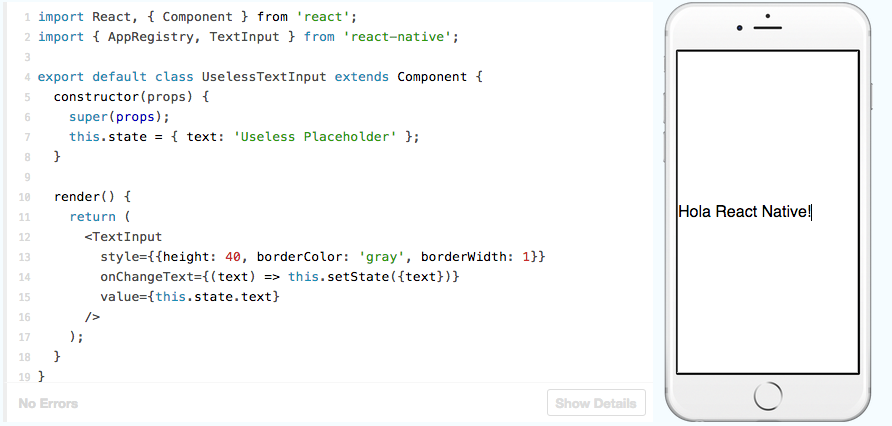 1 import React, { Component } from 'react';
2 import { AppRegistry, TextInput } from 'react-native';
3
4 export default class UselessTextInput extends Component {
5   constructor(props) {
6     super(props);
7     this.state = { text: 'Useless Placeholder' };
8   }
9
10   render() {
11     return (
12       <TextInput
13         style={{height: 40, borderColor: 'gray', borderWidth: 1}}
14         onChangeText={(text) => this.setState({text})}
15         value={this.state.text}
16       />
17     );
18   }
19 }
No Errors
Show Details
Hola React Native!